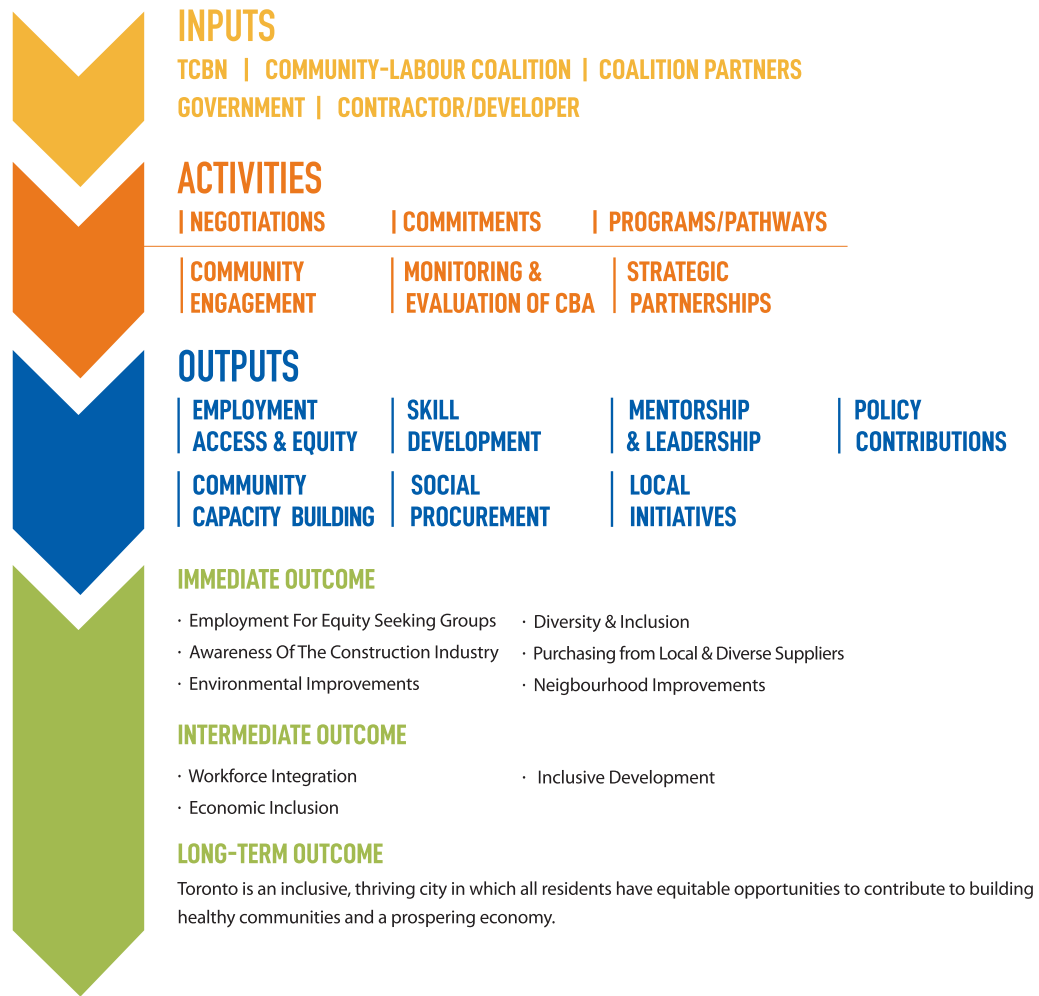 INPUTS
TCBN | COMMUNITY-LABOUR COALITION | COALITION PARTNERS
GOVERNMENT | CONTRACTOR/DEVELOPER
ACTIVITIES
| NEGOTIATIONS | COMMITMENTS | PROGRAMS/PATHWAYS
COMMUNITY
ENGAGEMENT
MONITORING &
EVALUATION OF CBA
STRATEGIC
PARTNERSHIPS
OUTPUTS
EMPLOYMENT
ACCESS & EQUITY
SKILL
DEVELOPMENT
MENTORSHIP
& LEADERSHIP
POLICY
CONTRIBUTIONS
COMMUNITY
CAPACITY BUILDING
SOCIAL
PROCUREMENT
LOCAL
INITIATIVES
IMMEDIATE OUTCOME
· Employment For Equity Seeking Groups
· Awareness Of The Construction Industry
· Environmental Improvements
· Diversity & Inclusion
· Purchasing from Local & Diverse Suppliers
· Neigbourhood Improvements
INTERMEDIATE OUTCOME
· Workforce Integration
· Economic Inclusion
· Inclusive Development
LONG-TERM OUTCOME
Toronto is an inclusive, thriving city in which all residents have equitable opportunities to contribute to building
healthy communities and a prospering economy.